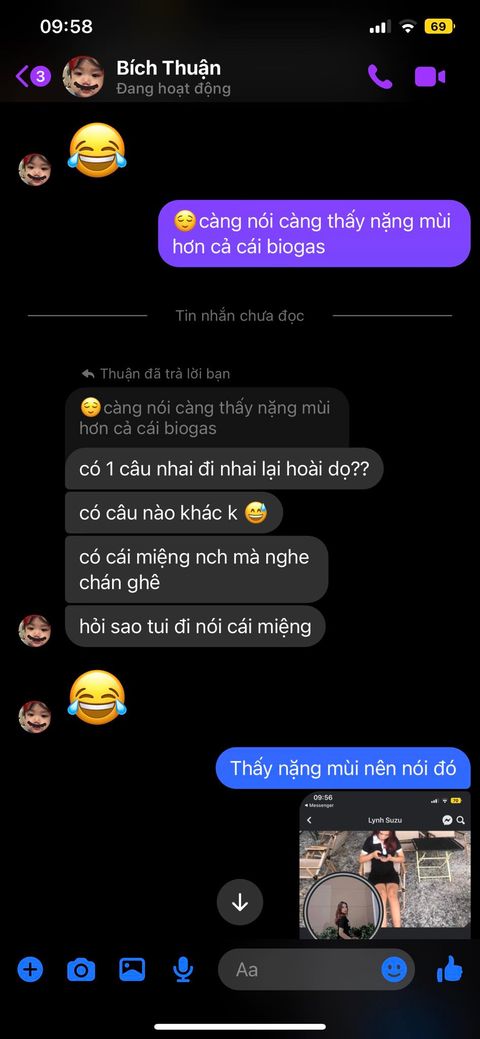 09:58
69
3
Bích Thuận
Đang hoạt động
😂
😌càng nói càng thấy nặng mùi
hơn cả cái biogas
Tin nhắn chưa đọc
Thuận đã trả lời bạn
😌càng nói càng thấy nặng mùi
hơn cả cái biogas
có 1 câu nhai đi nhai lại hoài dọ??
có câu nào khác k 😅
có cái miệng nch mà nghe
chán ghê
hỏi sao tui đi nói cái miệng
😂
Thấy nặng mùi nên nói đó
09:56
70
Messenger
Lynh Suzu
Aa